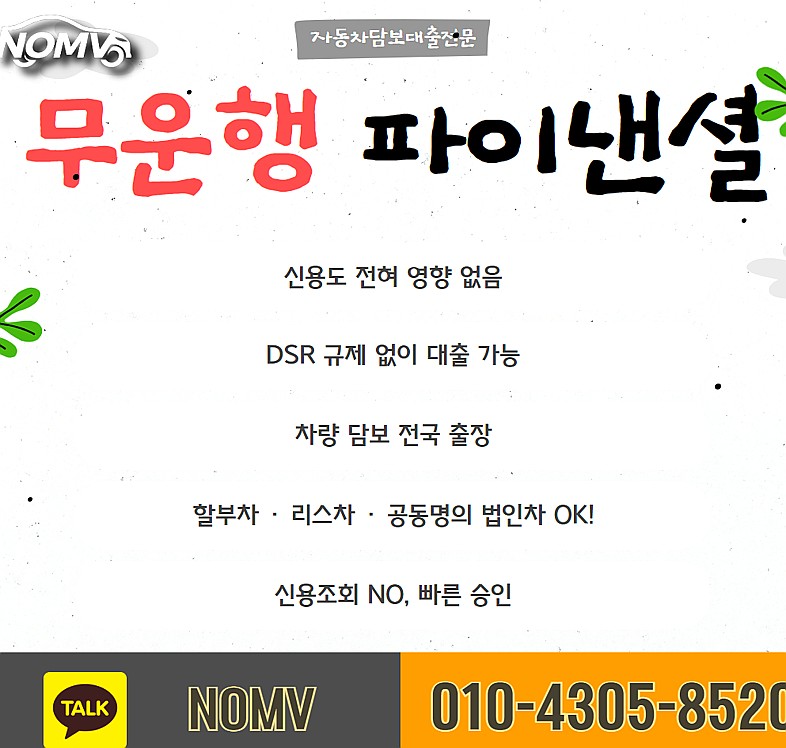 NOMV
자동차담보대출전문
무운행 파이낸셜
신용도 전혀 영향 없음
DSR 규제 없이 대출 가능
차량 담보 전국 출장
할부차 · 리스차 · 공동명의 법인차 OK!
신용조회 NO, 빠른 승인
TALK NOMV 010-4305-8520